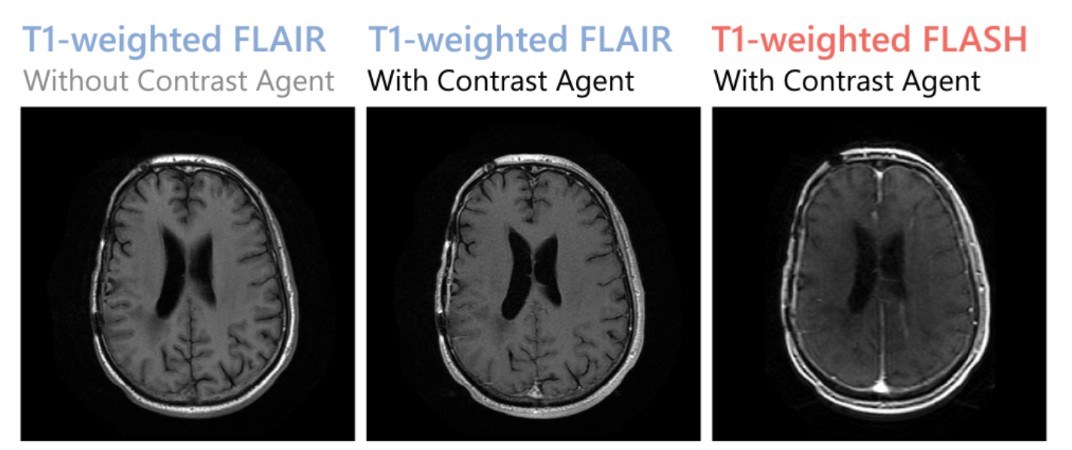 T1-weighted FLAIR
Without Contrast Agent
T1-weighted FLAIR
With Contrast Agent
T1-weighted FLASH
With Contrast Agent